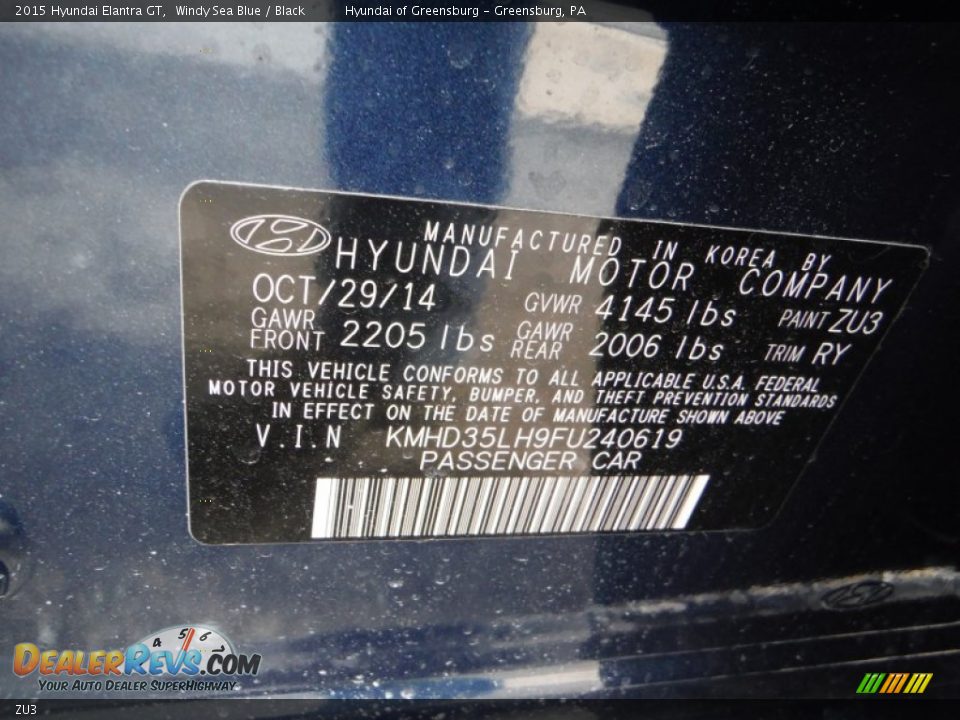 2015 Hyundai Elantra GT, Windy Sea Blue / Black Hyundai of Greensburg - Greensburg, PA
MANUFACTURED IN KOREA BY
HYUNDAI MOTOR COMPANY
OCT/29/14 GVWR 4145 lbs PAINT ZU3
GAWR FRONT 2205 lbs GAWR REAR 2006 lbs TRIM RY
THIS VEHICLE CONFORMS TO ALL APPLICABLE U.S.A. FEDERAL
MOTOR VEHICLE SAFETY, BUMPER, AND THEFT PREVENTION STANDARDS
IN EFFECT ON THE DATE OF MANUFACTURE SHOWN ABOVE
V.I.N KMHD35LH9FU240619
PASSENGER CAR
4 5 6
DEALERREVS.COM
YOUR AUTO DEALER SUPERHIGHWAY
ZU3